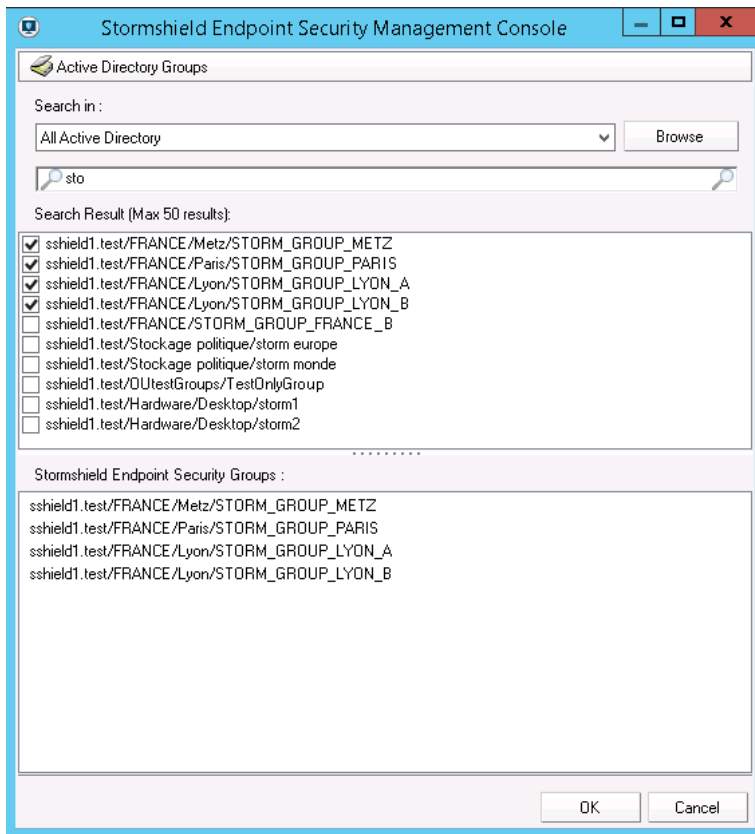 Stormshield Endpoint Security Management Console
Active Directory Groups
Search in :
All Active Directory
Browse
sto
Search Result (Max 50 results):
sshield1.test/FRANCE/Metz/STORM_GROUP_METZ
sshield1.test/FRANCE/Paris/STORM_GROUP_PARIS
sshield1.test/FRANCE/Lyon/STORM_GROUP_LYON_A
sshield1.test/FRANCE/Lyon/STORM_GROUP_LYON_B
sshield1.test/FRANCE/STORM_GROUP_FRANCE_B
sshield1.test/Stockage politique/storm europe
sshield1.test/Stockage politique/storm monde
sshield1.test/OUtestGroups/TestOnlyGroup
sshield1.test/Hardware/Desktop/storm1
sshield1.test/Hardware/Desktop/storm2
Stormshield Endpoint Security Groups :
sshield1.test/FRANCE/Metz/STORM_GROUP_METZ
sshield1.test/FRANCE/Paris/STORM_GROUP_PARIS
sshield1.test/FRANCE/Lyon/STORM_GROUP_LYON_A
sshield1.test/FRANCE/Lyon/STORM_GROUP_LYON_B
OK
Cancel